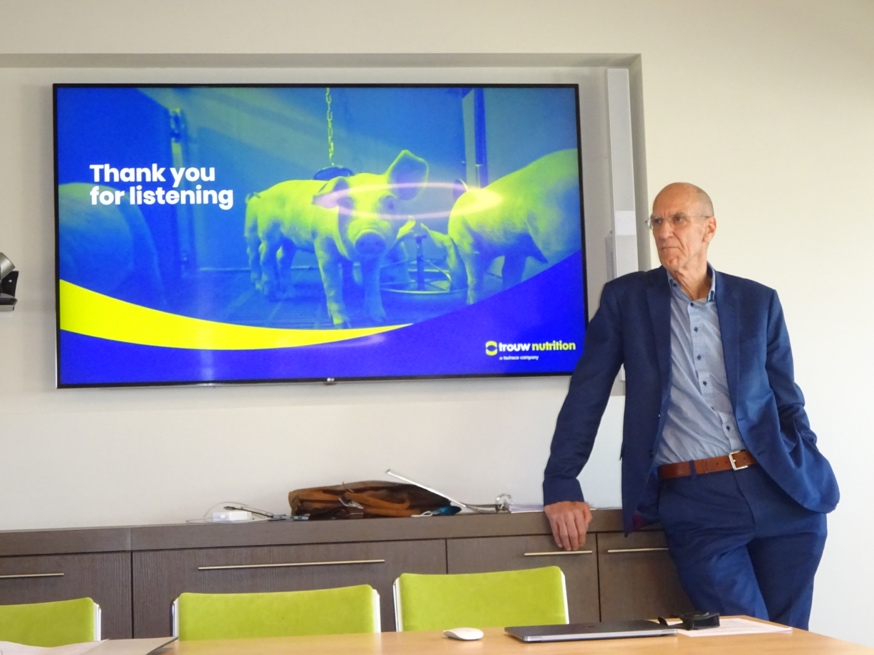 Thank you
for listening
trouw nutrition
a Nutreco company